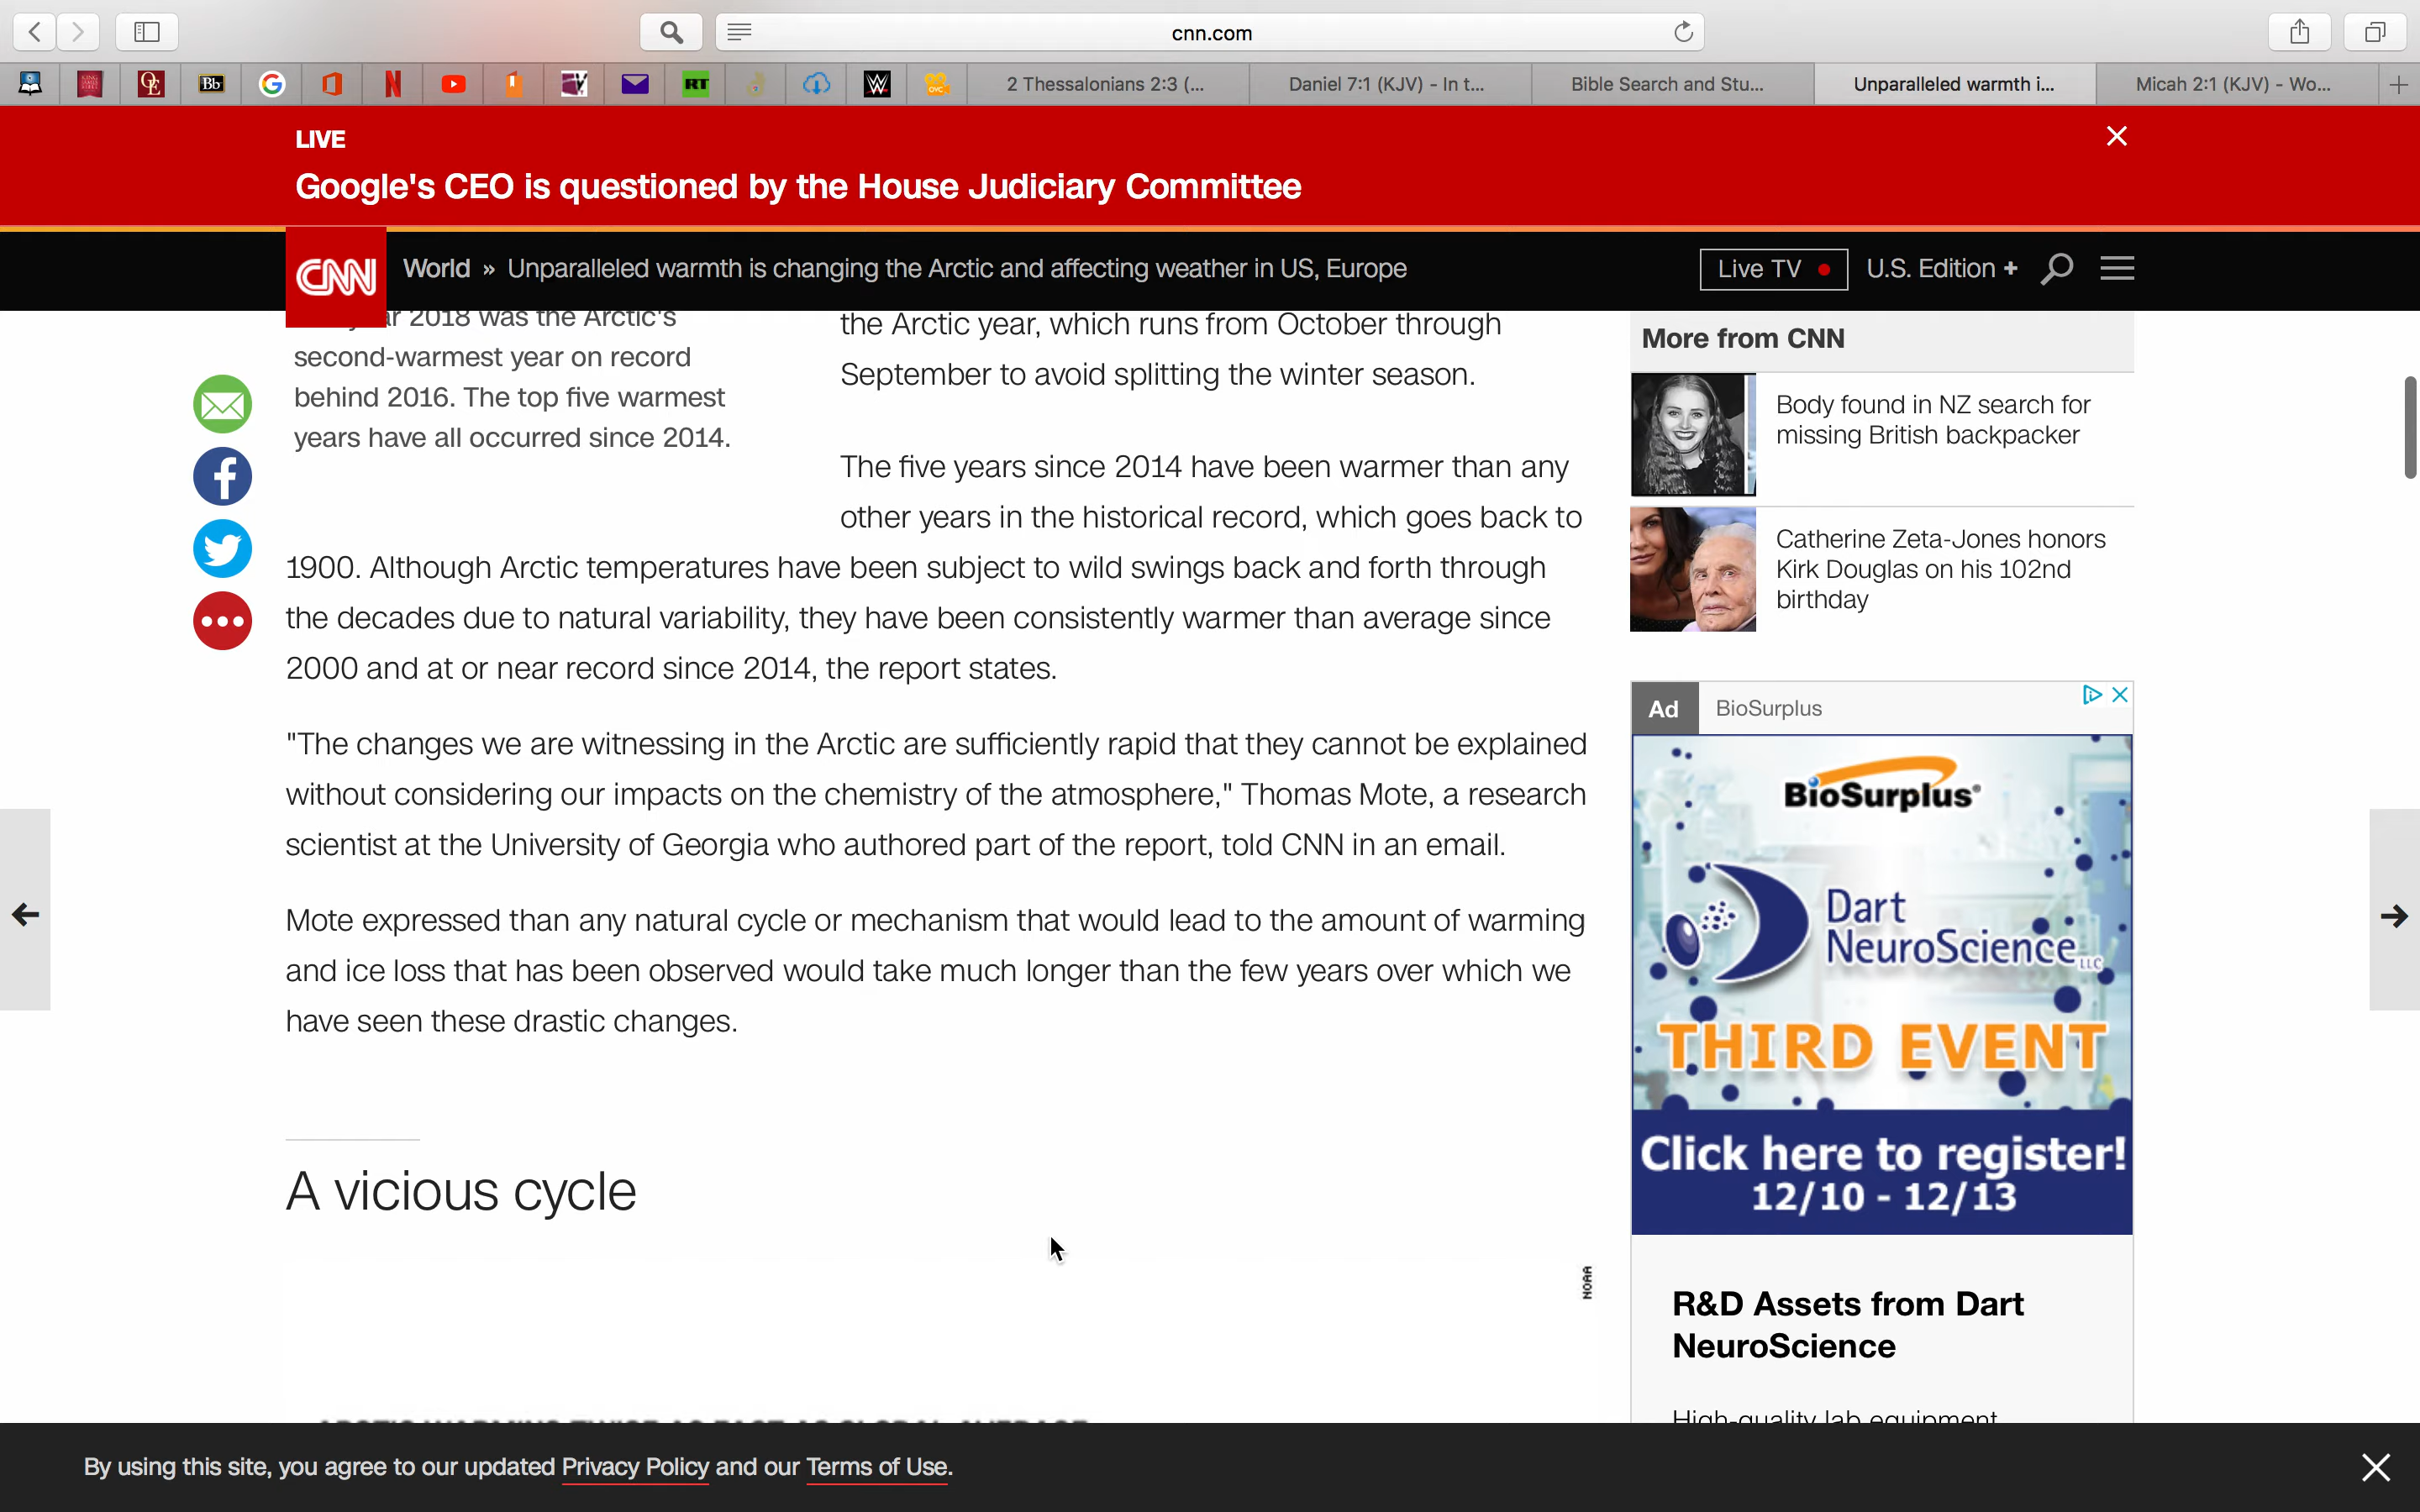 cnn.com
Bb
RT
W
2 Thessalonians 2:3 (...
Daniel 7:1 (KJV) - In t...
Bible Search and Stu...
Unparalleled warmth i...
Micah 2:1 (KJV) - Wo...
LIVE
Google's CEO is questioned by the House Judiciary Committee
CNN
World » Unparalleled warmth is changing the Arctic and affecting weather in US, Europe
Live TV
U.S. Edition +
2018 was the Arctic's
second-warmest year on record
behind 2016. The top five warmest
years have all occurred since 2014.
the Arctic year, which runs from October through
September to avoid splitting the winter season.
The five years since 2014 have been warmer than any
other years in the historical record, which goes back to
1900. Although Arctic temperatures have been subject to wild swings back and forth through
the decades due to natural variability, they have been consistently warmer than average since
2000 and at or near record since 2014, the report states.
"The changes we are witnessing in the Arctic are sufficiently rapid that they cannot be explained
without considering our impacts on the chemistry of the atmosphere," Thomas Mote, a research
scientist at the University of Georgia who authored part of the report, told CNN in an email.
Mote expressed than any natural cycle or mechanism that would lead to the amount of warming
and ice loss that has been observed would take much longer than the few years over which we
have seen these drastic changes.
A vicious cycle
NOAA
More from CNN
Body found in NZ search for
missing British backpacker
Catherine Zeta-Jones honors
Kirk Douglas on his 102nd
birthday
Ad
BioSurplus
BioSurplus®
Dart
NeuroScience LLC
THIRD EVENT
Click here to register!
12/10 - 12/13
R&D Assets from Dart
NeuroScience
High-quality lab equipment
By using this site, you agree to our updated Privacy Policy and our Terms of Use.